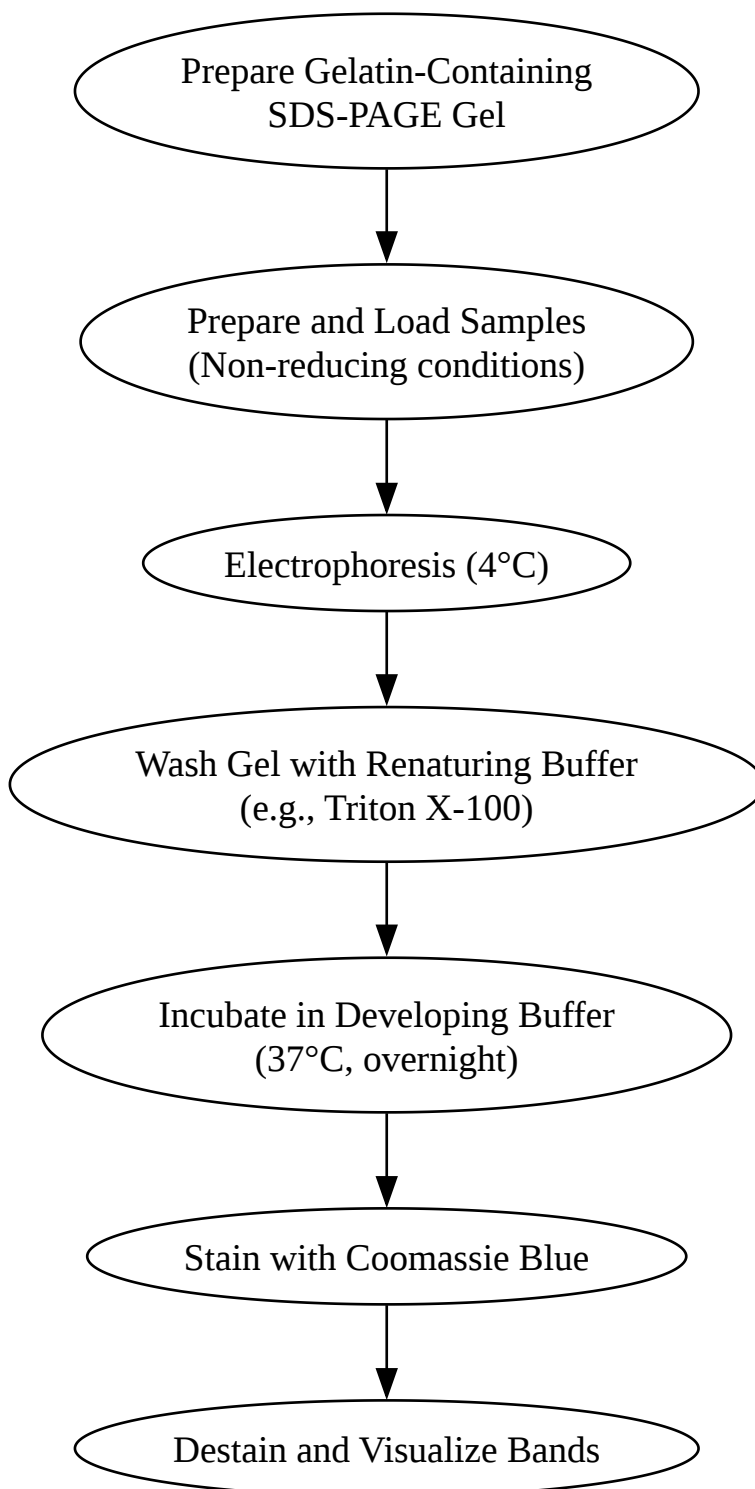 Prepare Gelatin-Containing
SDS-PAGE Gel
Prepare and Load Samples
(Non-reducing conditions)
Electrophoresis (4°C)
Wash Gel with Renaturing Buffer
(e.g., Triton X-100)
Incubate in Developing Buffer
(37°C, overnight)
Stain with Coomassie Blue
Destain and Visualize Bands